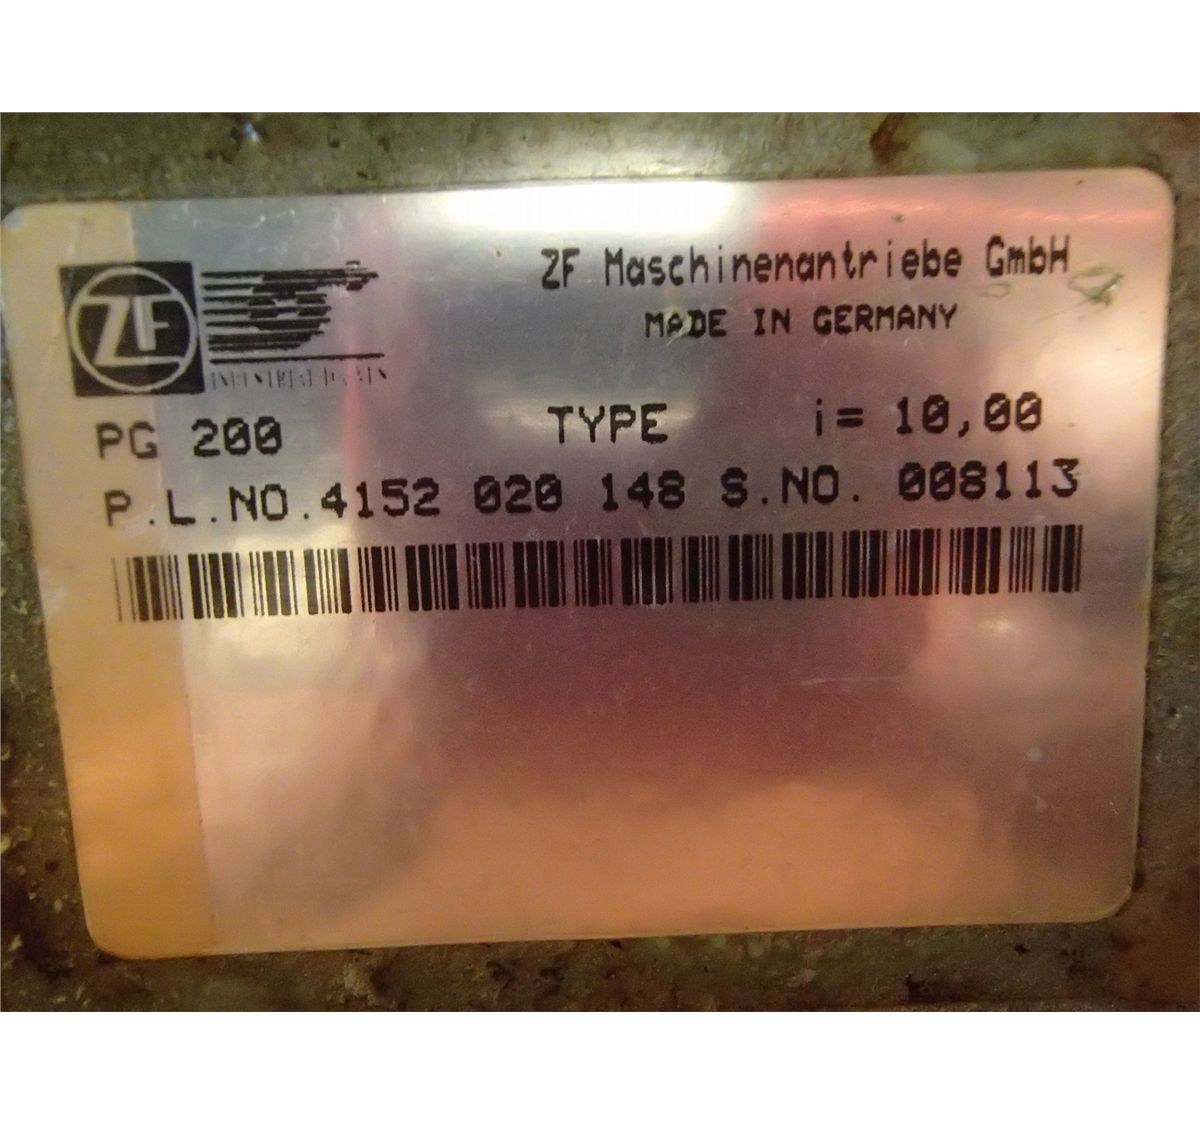 ZF
ZF Maschinenantriebe GmbH
MADE IN GERMANY
PG 200 TYPE i= 10,00
P.L.NO.4152 020 148 S.NO. 008113